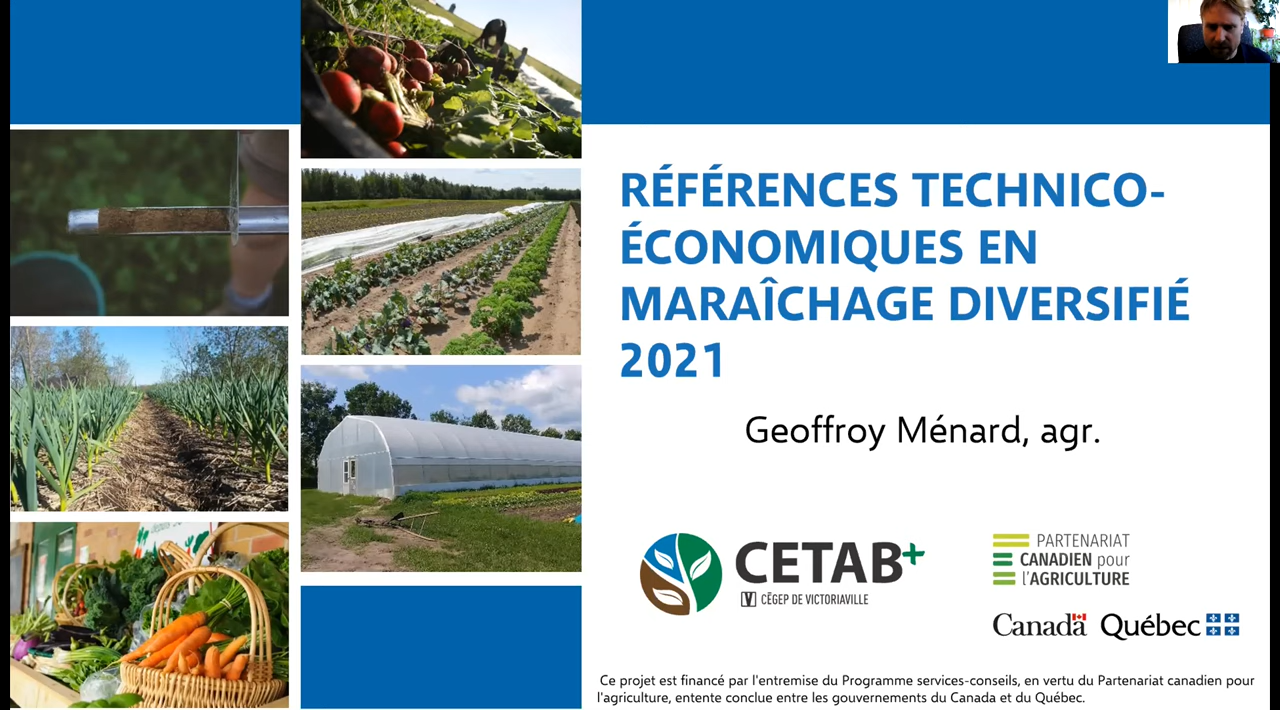 RÉFÉRENCES TECHNICO-
ÉCONOMIQUES EN
MARAÎCHAGE DIVERSIFIÉ
2021
Geoffroy Ménard, agr.
CETAB+
CÉGEP DE VICTORIAVILLE
PARTENARIAT
CANADIEN pour
l'AGRICULTURE
Canada Québec
Ce projet est financé par l'entremise du Programme services-conseils, en vertu du Partenariat canadien pour
l'agriculture, entente conclue entre les gouvernements du Canada et du Québec.